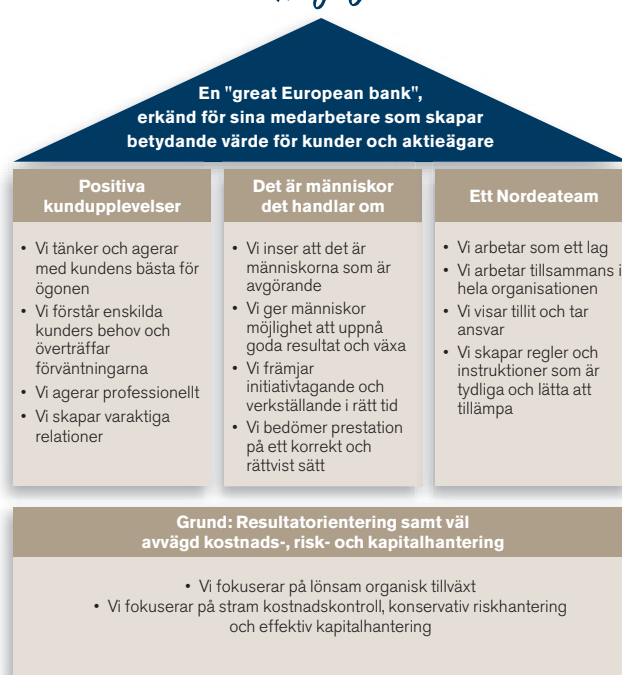 En "great European bank",
erkänd för sina medarbetare som skapar
betydande värde för kunder och aktieägare
Positiva
kundupplevelser
• Vi tänker och agerar
med kundens bästa för
ögonen
• Vi förstår enskilda
kunders behov och
överträffar
förväntningarna
• Vi agerar professionellt
• Vi skapar varaktiga
relationer
Det är människor
det handlar om
• Vi inser att det är
människorna som är
avgörande
• Vi ger människor
möjlighet att uppnå
goda resultat och växa
• Vi främjar
initiativtagande och
verkställande i rätt tid
• Vi bedömer prestation
på ett korrekt och
rättvist sätt
Ett Nordeateam
• Vi arbetar som ett lag
• Vi arbetar tillsammans i
hela organisationen
• Vi visar tillit och tar
ansvar
• Vi skapar regler och
instruktioner som är
tydliga och lätta att
tillämpa
Grund: Resultatorientering samt väl
avvägd kostnads-, risk- och kapitalhantering
• Vi fokuserar på lönsam organisk tillväxt
• Vi fokuserar på stram kostnadskontroll, konservativ riskhantering
och effektiv kapitalhantering